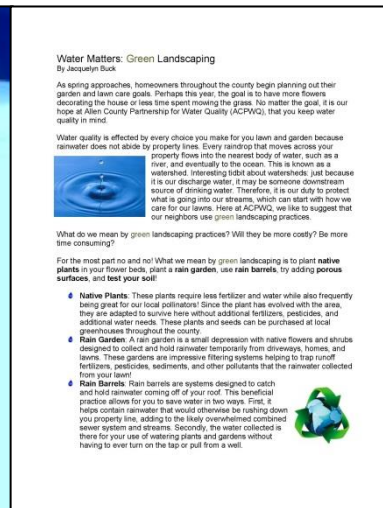 Water Matters: Green Landscaping
By Jacquelyn Buck
As spring approaches, homeowners throughout the county begin planning out their
garden and lawn care goals. Perhaps this year, the goal is to have more flowers
decorating the house or less time spent mowing the grass. No matter the goal, it is our
hope at Allen County Partnership for Water Quality (ACPWQ), that you keep water
quality in mind.
Water quality is effected by every choice you make for you lawn and garden because
rainwater does not abide by property lines. Every raindrop that moves across your
property flows into the nearest body of water, such as a
river, and eventually to the ocean. This is known as a
watershed. Interesting tidbit about watersheds: just because
it is our discharge water, it may be someone downstream
source of drinking water. Therefore, it is our duty to protect
what is going into our streams, which can start with how we
care for our lawns. Here at ACPWQ, we like to suggest that
our neighbors use green landscaping practices.
What do we mean by green landscaping practices? Will they be more costly? Be more
time consuming?
For the most part no and no! What we mean by green landscaping is to plant native
plants in your flower beds, plant a rain garden, use rain barrels, try adding porous
surfaces, and test your soil!
Native Plants: These plants require less fertilizer and water while also frequently
being great for our local pollinators! Since the plant has evolved with the area,
they are adapted to survive here without additional fertilizers, pesticides, and
additional water needs. These plants and seeds can be purchased at local
greenhouses throughout the county.
Rain Garden: A rain garden is a small depression with native flowers and shrubs
designed to collect and hold rainwater temporarily from driveways, homes, and
lawns. These gardens are impressive filtering systems helping to trap runoff
fertilizers, pesticides, sediments, and other pollutants that the rainwater collected
from your lawn!
Rain Barrels: Rain barrels are systems designed to catch
and hold rainwater coming off of your roof. This beneficial
practice allows for you to save water in two ways. First, it
helps contain rainwater that would otherwise be rushing down
you property line, adding to the likely overwhelmed combined
sewer system and streams. Secondly, the water collected is
there for your use of watering plants and gardens without
having to ever turn on the tap or pull from a well.